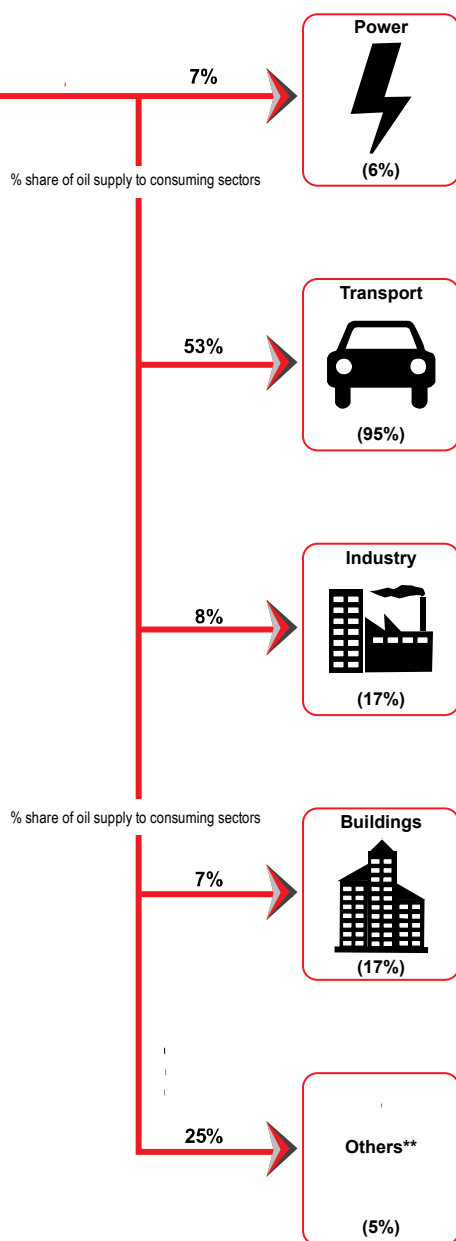 Power
7%
(6%)
% share of oil supply to consuming sectors
Transport
53%
(95%)
Industry
8%
(17%)
% share of oil supply to consuming sectors
Buildings
7%
(17%)
25%
Others**
(5%)